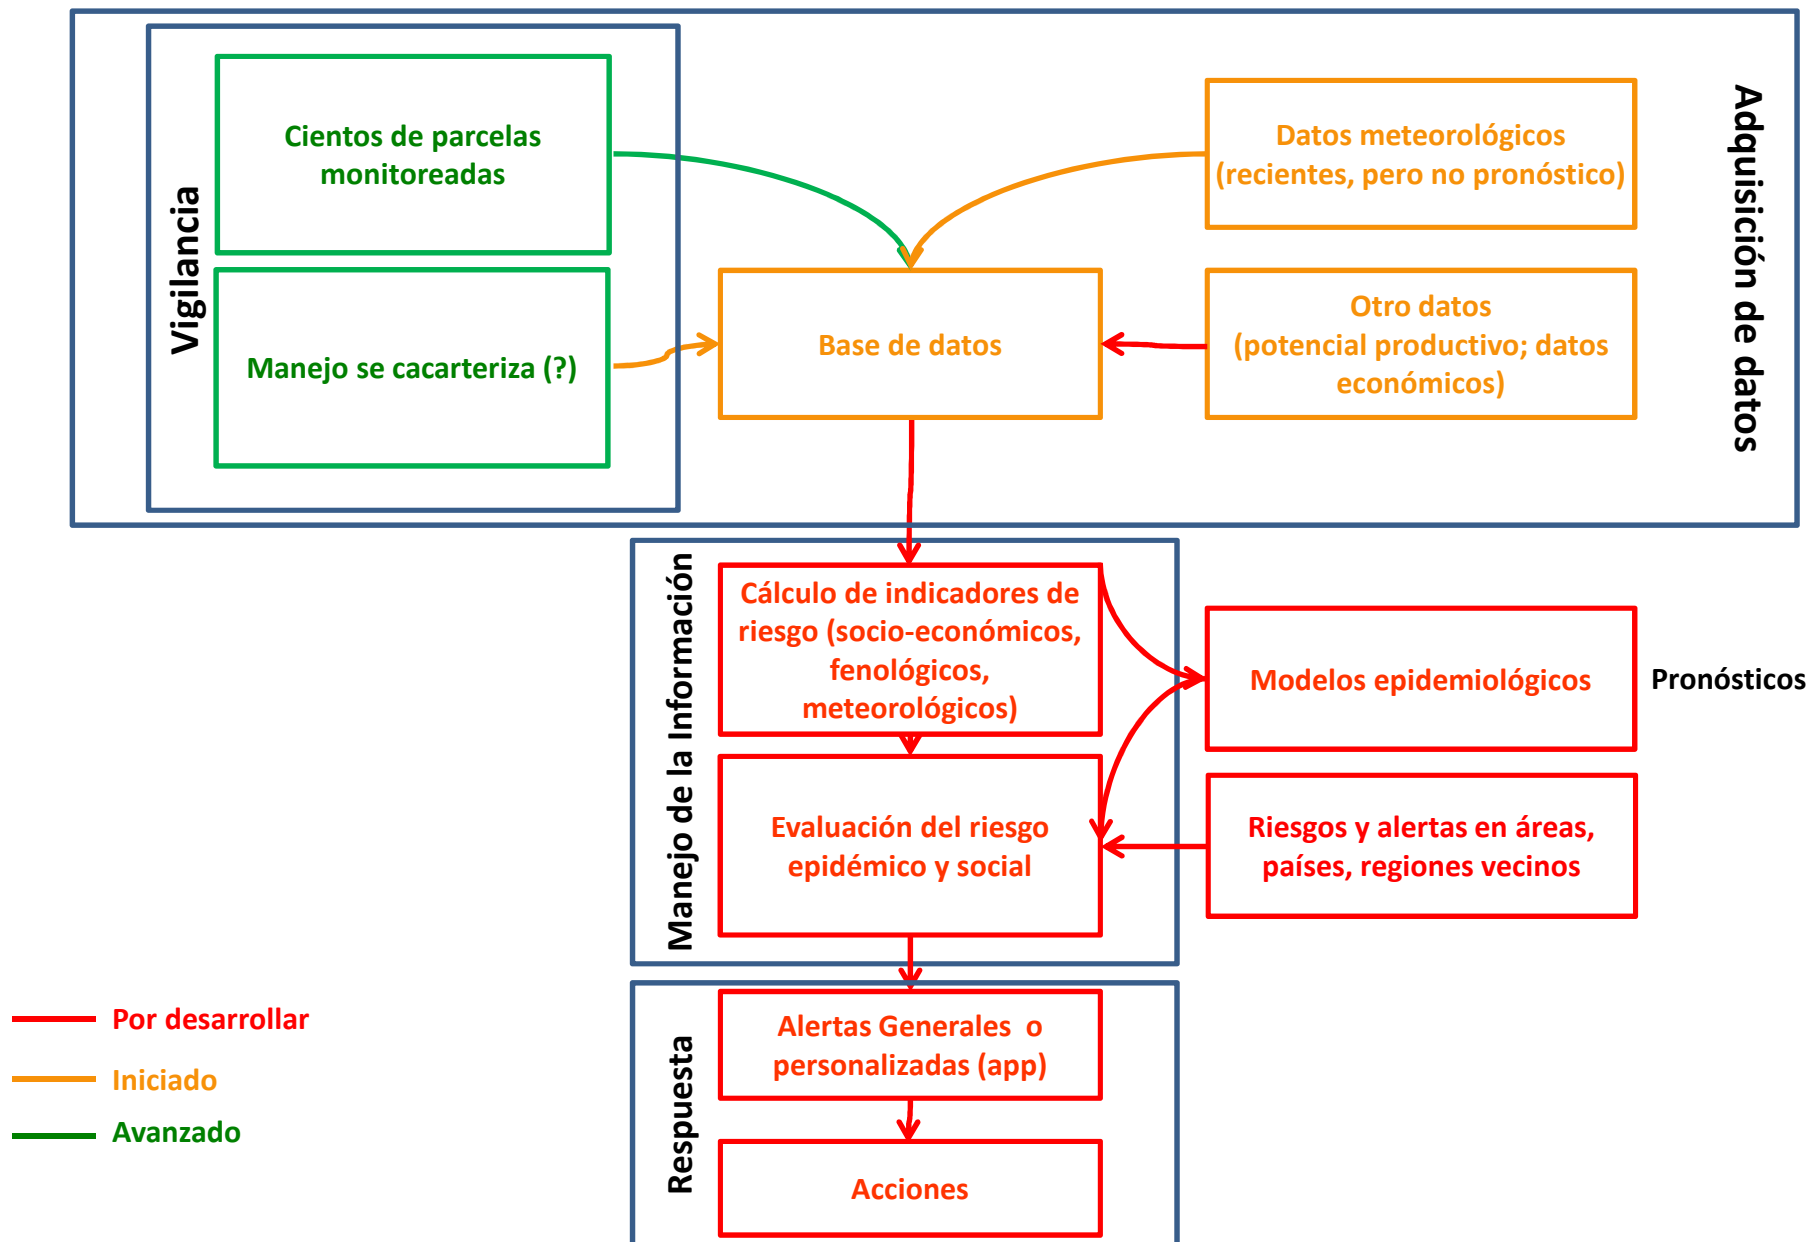 Vigilancia
Cientos de parcelas
monitoreadas
Manejo se cacarteriza (?)
Base de datos
Datos meteorológicos
(recientes, pero no pronóstico)
Otro datos
(potencial productivo; datos
económicos)
Adquisición de datos
Manejo de la Información
Cálculo de indicadores de
riesgo (socio-económicos,
fenológicos,
meteorológicos)
Modelos epidemiológicos
Pronósticos
Evaluación del riesgo
epidémico y social
Riesgos y alertas en áreas,
países, regiones vecinos
Respuesta
Alertas Generales o
personalizadas (app)
Acciones
Por desarrollar
Iniciado
Avanzado